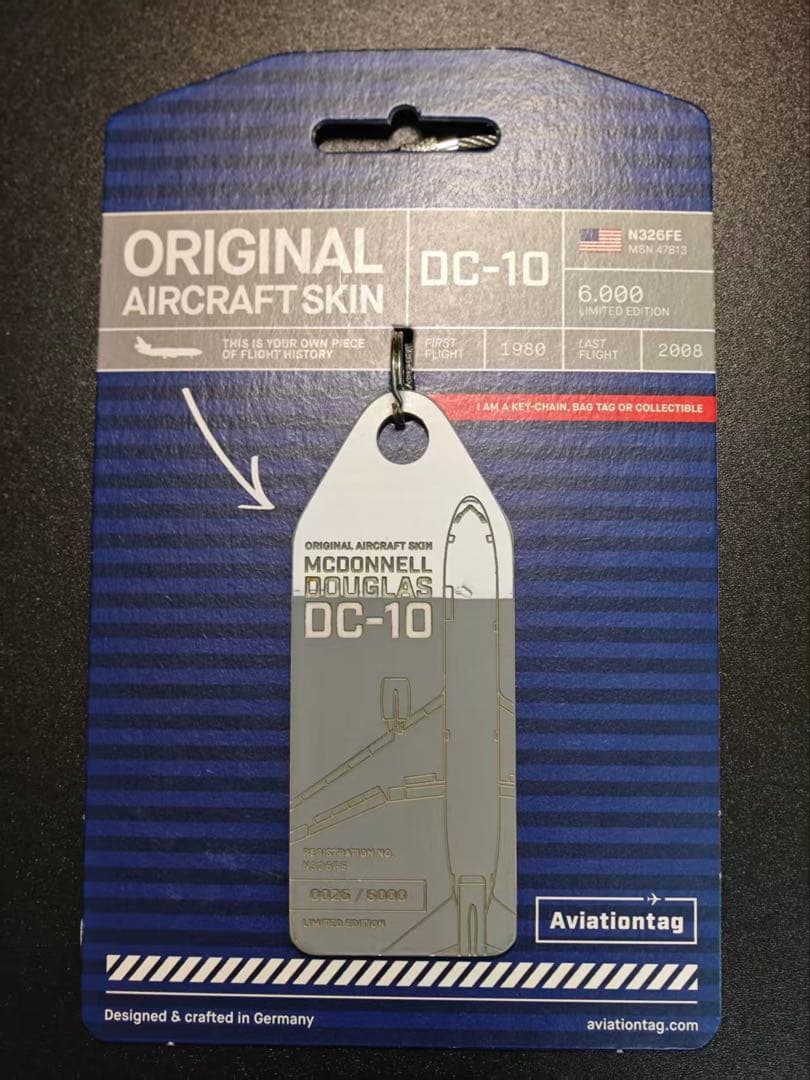 ORIGINAL
AIRCRAFT SKIN
DC-10
N326FE
MSN 47813
6.000
LIMITED EDITION
THIS IS YOUR OWN PIECE
OF FLIGHT HISTORY
FIRST
FLIGHT
1980
LAST
FLIGHT
2008
I AM A KEY-CHAIN, BAG TAG OR COLLECTIBLE
ORIGINAL AIRCRAFT SKIN
MCDONNELL
DOUGLAS
DC-10
REGISTRATION NO.
N326FE
0026 / 6000
LIMITED EDITION
Aviationtag
Designed & crafted in Germany
aviationtag.com